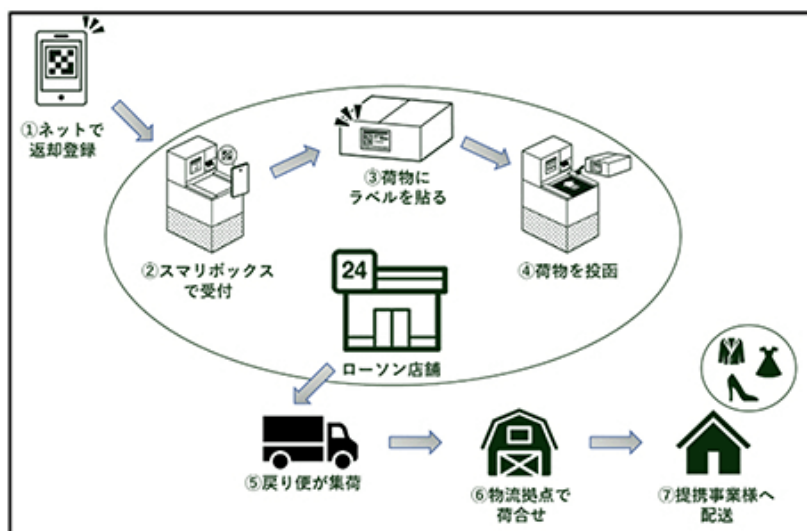 ①ネットで
返却登録
②スマリボックス
で受付
③荷物に
ラベルを貼る
④荷物を投函
24
ローソン店舗
⑤戻り便が集荷
⑥物流拠点で
荷合せ
⑦提携事業様へ
配送